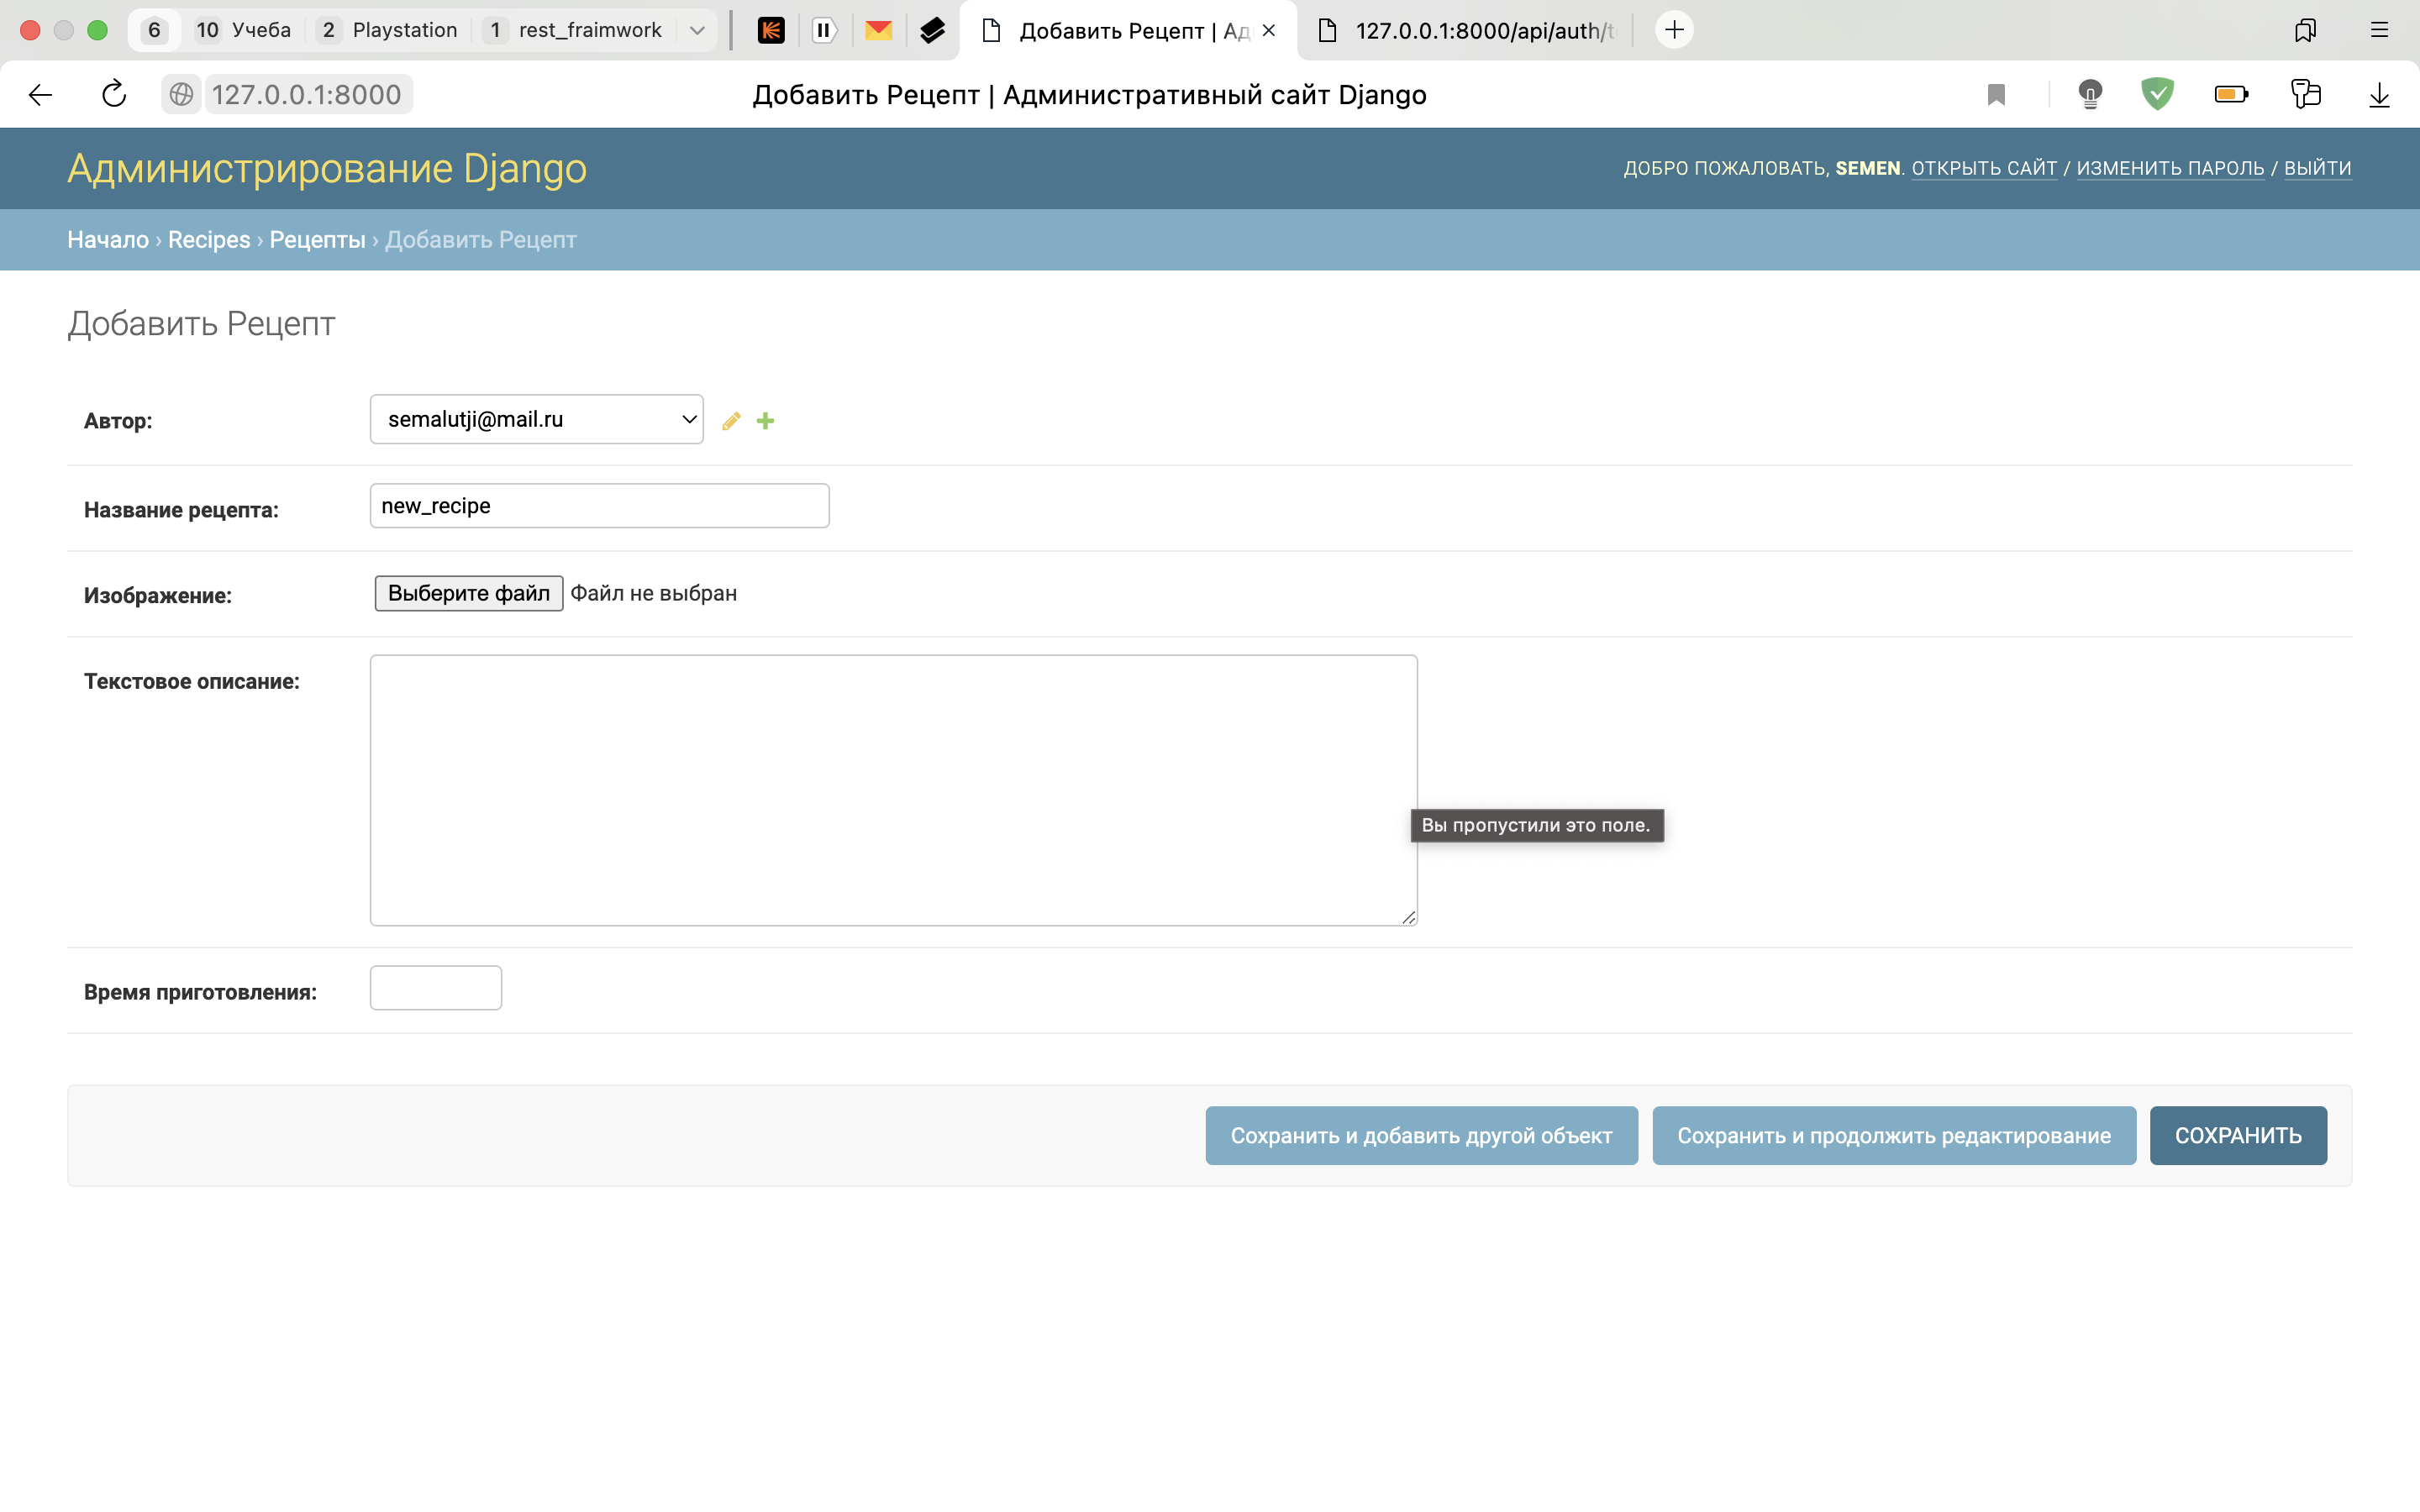 6 10 Учеба 2 Playstation 1 rest_fraimwork Добавить Рецепт | Ад 127.0.0.1:8000/api/auth/t
127.0.0.1:8000 Добавить Рецепт | Административный сайт Django
Администрирование Django
ДОБРО ПОЖАЛОВАТЬ, SEMEN. ОТКРЫТЬ САЙТ / ИЗМЕНИТЬ ПАРОЛЬ / ВЫЙТИ
Начало › Recipes › Рецепты › Добавить Рецепт
Добавить Рецепт
Автор: semalutji@mail.ru
Название рецепта: new_recipe
Изображение: Выберите файл Файл не выбран
Текстовое описание:
Вы пропустили это поле.
Время приготовления:
Сохранить и добавить другой объект Сохранить и продолжить редактирование СОХРАНИТЬ